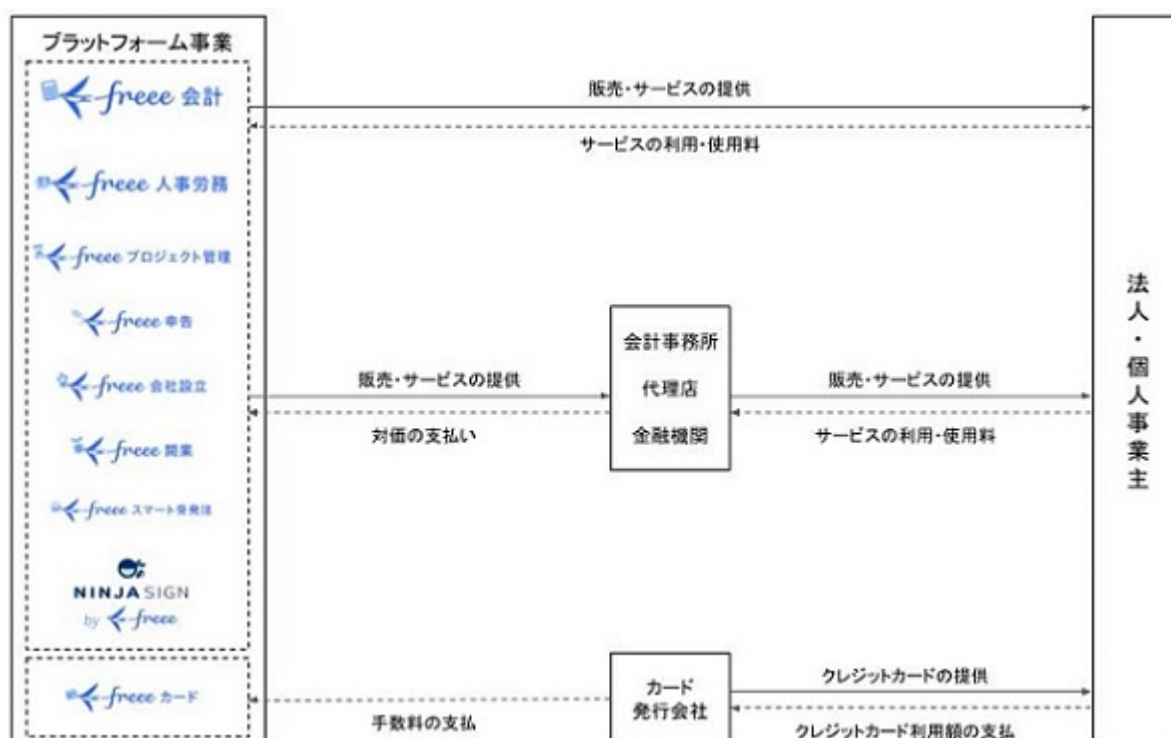 プラットフォーム事業
freee 会計
freee 人事労務
freee プロジェクト管理
freee 申告
freee 会社設立
freee 開業
freee スマート受発注
NINJA SIGN
by freee
freee カード
販売・サービスの提供
サービスの利用・使用料
販売・サービスの提供
対価の支払い
会計事務所
代理店
金融機関
販売・サービスの提供
サービスの利用・使用料
手数料の支払
カード
発行会社
クレジットカードの提供
クレジットカード利用額の支払
法人・個人事業主